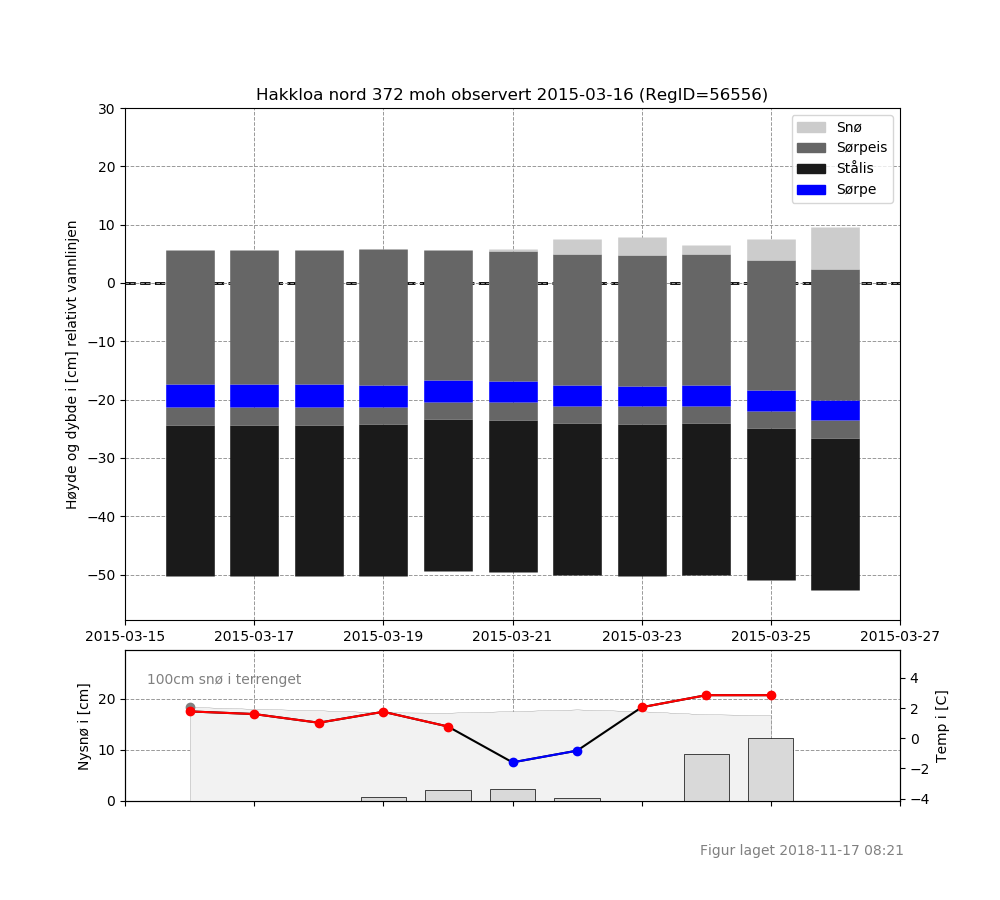 Hakkloa nord 372 moh observert 2015-03-16 (RegID=56556)
Høyde og dybde i [cm] relativt vannlinjen
30
20
10
0
−10
−20
−30
−40
−50
Snø
Sørpeis
Stålis
Sørpe
2015-03-15 2015-03-17 2015-03-19 2015-03-21 2015-03-23 2015-03-25 2015-03-27
100cm snø i terrenget
Nysnø i [cm]
20
10
0
4
2
0
−2
−4
Temp i [C]
Figur laget 2018-11-17 08:21